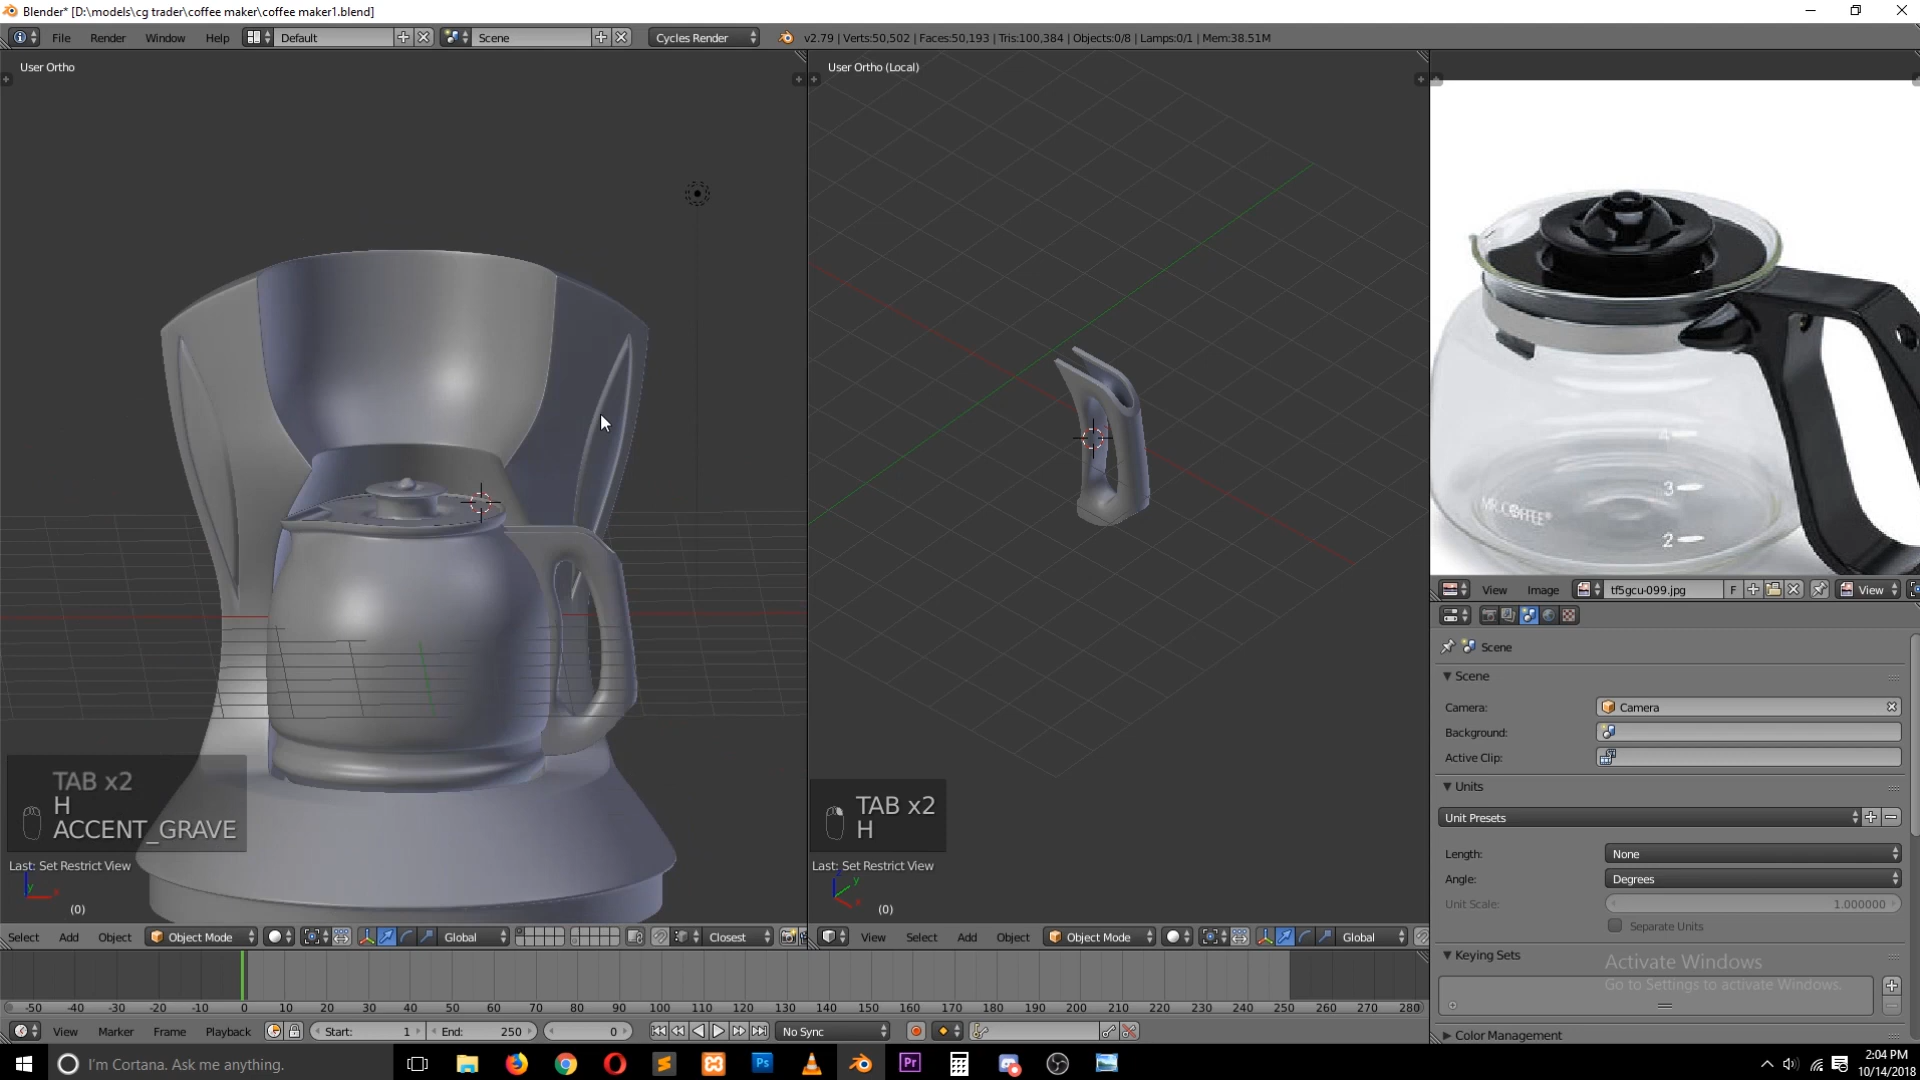 Blender* [D:\models\cg trader\coffee maker\coffee maker1.blend]
File Render Window Help Default Scene Cycles Render v2.79 | Verts:50,502 | Faces:50,193 | Tris:100,384 | Objects:0/8 | Lamps:0/1 | Mem:38.51M
User Ortho
User Ortho (Local)
4
3
MR. COFFEE®
2
View Image tf5gcu-099.jpg F View
Scene
Scene
Camera: Camera
Background:
Active Clip:
Units
Unit Presets
Length: None
Angle: Degrees
Unit Scale: 1.000000
Separate Units
Keying Sets
Activate Windows
Go to Settings to activate Windows.
Color Management
TAB x2
H
ACCENT_GRAVE
Last: Set Restrict View
y x
(0)
TAB x2
H
Last: Set Restrict View
y x
(0)
Select Add Object Object Mode Global Closest
View Select Add Object Object Mode Global
-50 -40 -30 -20 -10 0 10 20 30 40 50 60 70 80 90 100 110 120 130 140 150 160 170 180 190 200 210 220 230 240 250 260 270 280
View Marker Frame Playback Start: 1 End: 250 0 No Sync
I'm Cortana. Ask me anything.
Ps
Pr
2:04 PM
10/14/2018